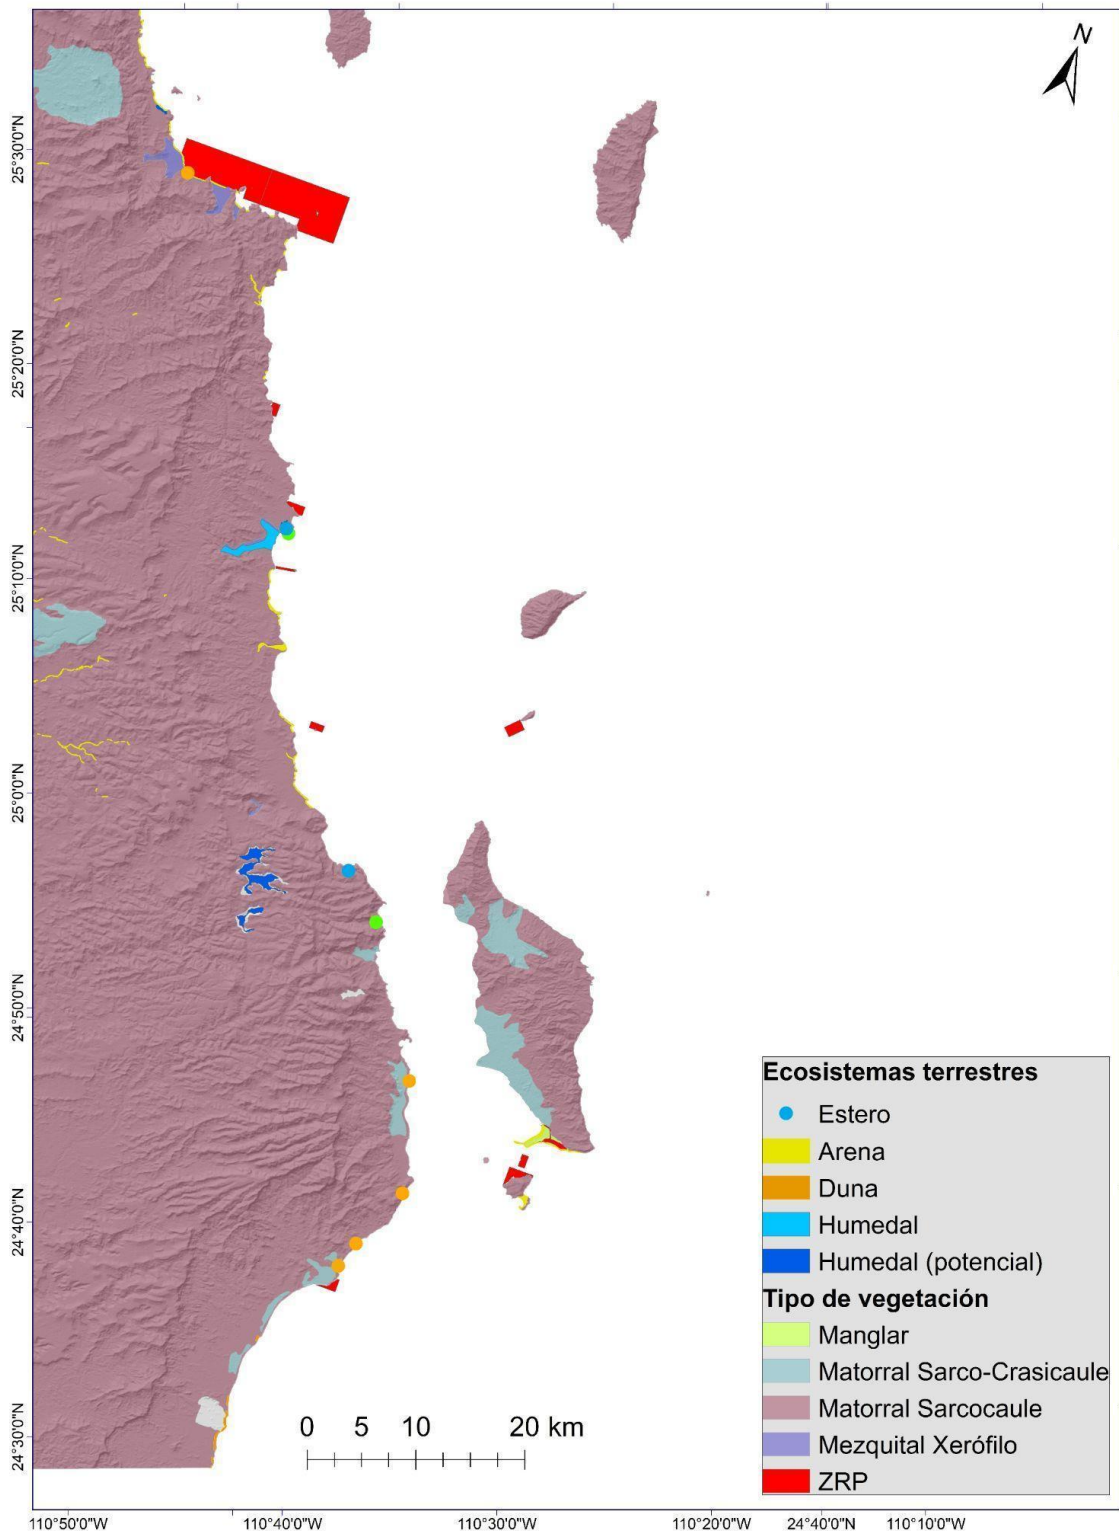 N
25°30'0"N
25°20'0"N
25°10'0"N
25°0'0"N
24°50'0"N
24°40'0"N
24°30'0"N
Ecosistemas terrestres
Estero
Arena
Duna
Humedal
Humedal (potencial)
Tipo de vegetación
Manglar
Matorral Sarco-Crasicaule
Matorral Sarcocaule
Mezquital Xerófilo
ZRP
0 5 10 20 km
110°50'0"W 110°40'0"W 110°30'0"W 110°20'0"W 24°40'0"N 110°10'0"W